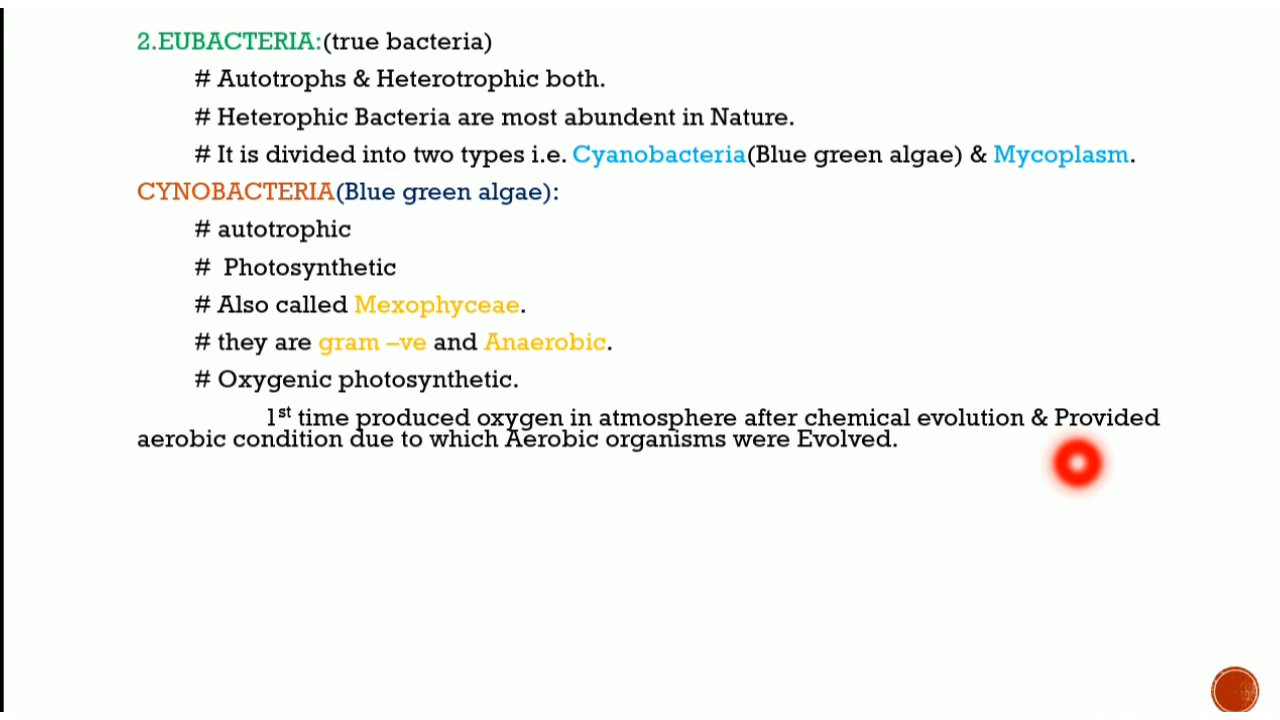 2.EUBACTERIA:(true bacteria)
# Autotrophs & Heterotrophic both.
# Heterophic Bacteria are most abundent in Nature.
# It is divided into two types i.e. Cyanobacteria(Blue green algae) & Mycoplasm.
CYNOBACTERIA(Blue green algae):
# autotrophic
# Photosynthetic
# Also called Mexophyceae.
# they are gram –ve and Anaerobic.
# Oxygenic photosynthetic.
1st time produced oxygen in atmosphere after chemical evolution & Provided
aerobic condition due to which Aerobic organisms were Evolved.